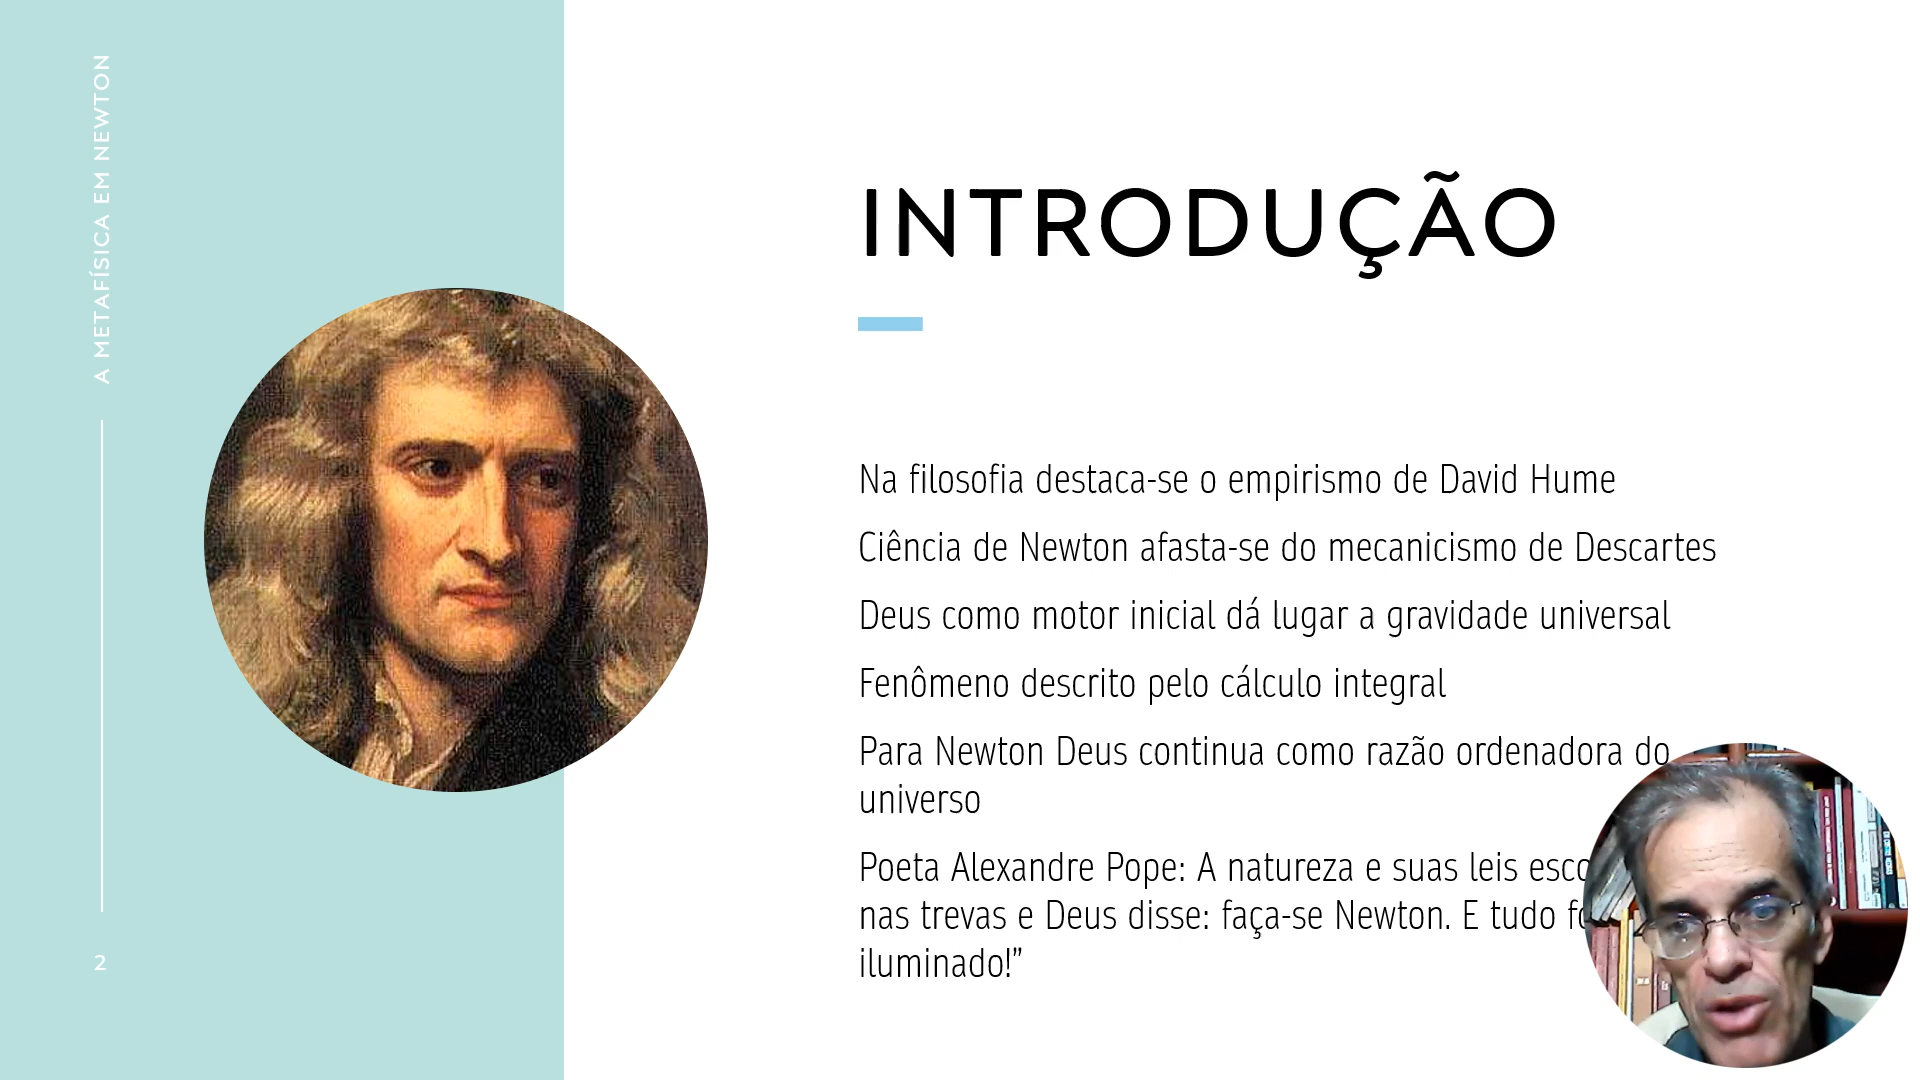 A METAFÍSICA EM NEWTON
2
INTRODUÇÃO
Na filosofia destaca-se o empirismo de David Hume
Ciência de Newton afasta-se do mecanicismo de Descartes
Deus como motor inicial dá lugar a gravidade universal
Fenômeno descrito pelo cálculo integral
Para Newton Deus continua como razão ordenadora do
universo
Poeta Alexandre Pope: A natureza e suas leis
nas trevas e Deus disse: faça-se Newton. E tudo
iluminado!”